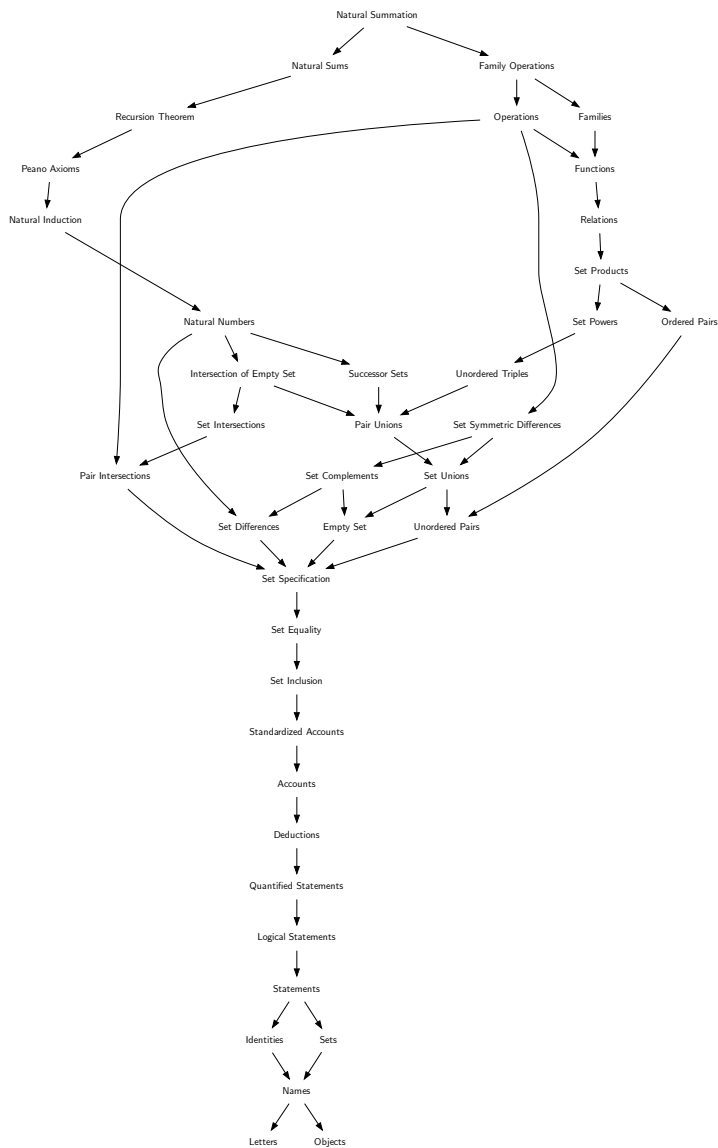 Natural Summation
Natural Sums
Family Operations
Recursion Theorem
Operations
Families
Peano Axioms
Functions
Natural Induction
Relations
Set Products
Natural Numbers
Set Powers
Ordered Pairs
Intersection of Empty Set
Successor Sets
Unordered Triples
Set Intersections
Pair Unions
Set Symmetric Differences
Pair Intersections
Set Complements
Set Unions
Set Differences
Empty Set
Unordered Pairs
Set Specification
Set Equality
Set Inclusion
Standardized Accounts
Accounts
Deductions
Quantified Statements
Logical Statements
Statements
Identities
Sets
Names
Letters
Objects